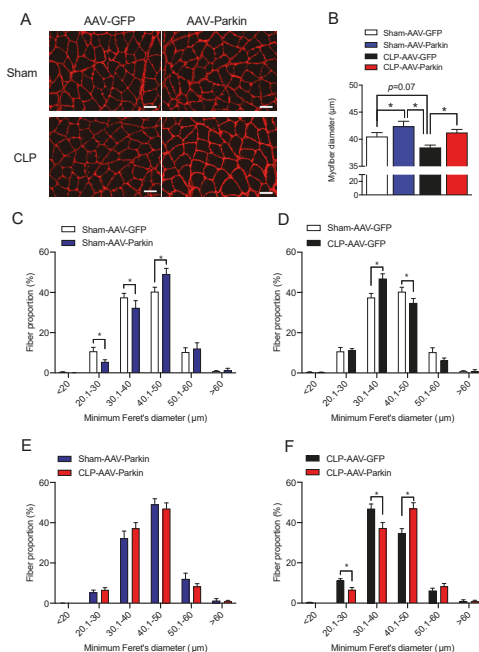 A
AAV-GFP
AAV-Parkin
Sham
CLP
B
Sham-AAV-GFP
Sham-AAV-Parkin
CLP-AAV-GFP
CLP-AAV-Parkin
p=0.07
* * *
Myofiber diameter (µm)
50
45
40
35
20
0
C
Sham-AAV-GFP
Sham-AAV-Parkin
Fiber proportion (%)
60
40
20
0
* * *
<20
20.1-30
30.1-40
40.1-50
50.1-60
>60
Minimum Feret's diameter (µm)
D
Sham-AAV-GFP
CLP-AAV-GFP
Fiber proportion (%)
60
40
20
0
* *
<20
20.1-30
30.1-40
40.1-50
50.1-60
>60
Minimum Feret's diameter (µm)
E
Sham-AAV-Parkin
CLP-AAV-Parkin
Fiber proportion (%)
60
40
20
0
<20
20.1-30
30.1-40
40.1-50
50.1-60
>60
Minimum Feret's diameter (µm)
F
CLP-AAV-GFP
CLP-AAV-Parkin
Fiber proportion (%)
60
40
20
0
* * *
<20
20.1-30
30.1-40
40.1-50
50.1-60
>60
Minimum Feret's diameter (µm)